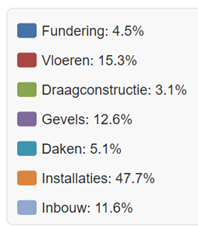 Fundering: 4.5%
Vloeren: 15.3%
Draagconstructie: 3.1%
Gevels: 12.6%
Daken: 5.1%
Installaties: 47.7%
Inbouw: 11.6%